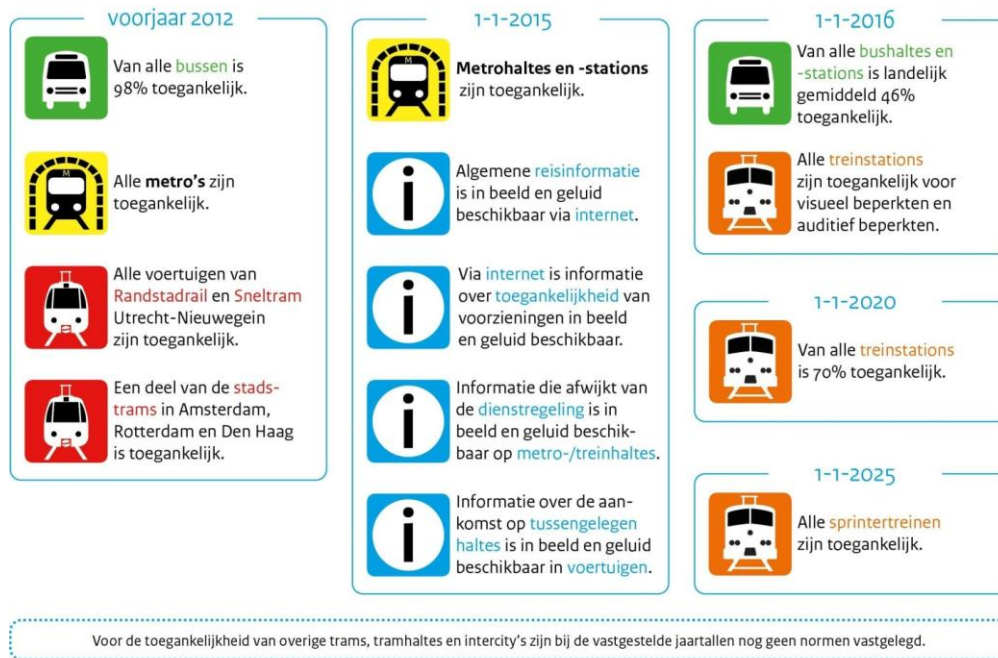 voorjaar 2012
Van alle bussen is
98% toegankelijk.
M
Alle metro's zijn
toegankelijk.
Alle voertuigen van
Randstadrail en Sneltram
Utrecht-Nieuwegein
zijn toegankelijk.
Een deel van de stads-
trams in Amsterdam,
Rotterdam en Den Haag
is toegankelijk.
1-1-2015
M
Metrohaltes en -stations
zijn toegankelijk.
i
Algemene reisinformatie
is in beeld en geluid
beschikbaar via internet.
i
Via internet is informatie
over toegankelijkheid van
voorzieningen in beeld
en geluid beschikbaar.
i
Informatie die afwijkt van
de dienstregeling is in
beeld en geluid beschik-
baar op metro-/treinhaltes.
i
Informatie over de aan-
komst op tussengelegen
haltes is in beeld en geluid
beschikbaar in voertuigen.
1-1-2016
Van alle bushaltes en
-stations is landelijk
gemiddeld 46%
toegankelijk.
Alle treinstations
zijn toegankelijk voor
visueel beperkten en
auditief beperkten.
1-1-2020
Van alle treinstations
is 70% toegankelijk.
1-1-2025
Alle sprintertreinen
zijn toegankelijk.
Voor de toegankelijkheid van overige trams, tramhaltes en intercity's zijn bij de vastgestelde jaartallen nog geen normen vastgelegd.